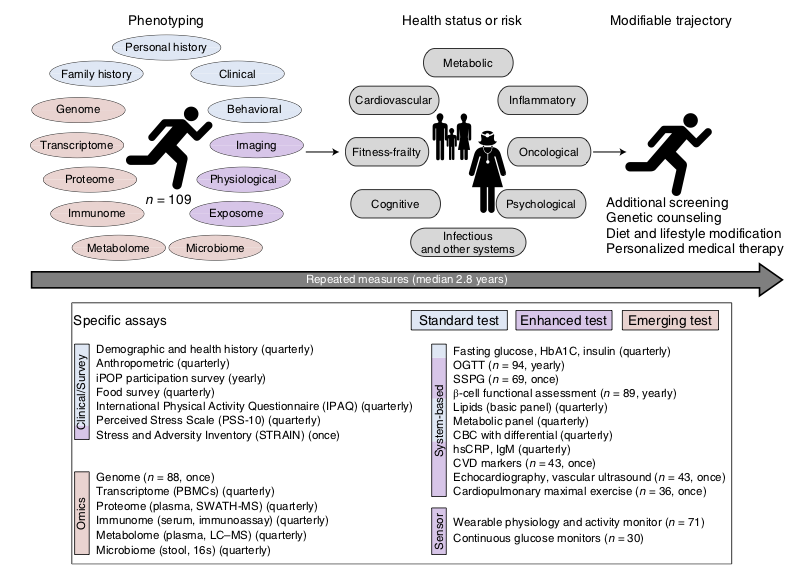 Phenotyping
Personal history
Family history
Clinical
Genome
Behavioral
Transcriptome
Imaging
Proteome
Physiological
n = 109
Immunome
Exposome
Metabolome
Microbiome
Health status or risk
Metabolic
Cardiovascular
Inflammatory
Fitness-frailty
Oncological
Cognitive
Psychological
Infectious
and other systems
Modifiable trajectory
Additional screening
Genetic counseling
Diet and lifestyle modification
Personalized medical therapy
Repeated measures (median 2.8 years)
Specific assays
Standard test
Enhanced test
Emerging test
Clinical/Survey
Demographic and health history (quarterly)
Anthropometric (quarterly)
iPOP participation survey (yearly)
Food survey (quarterly)
International Physical Activity Questionnaire (IPAQ) (quarterly)
Perceived Stress Scale (PSS-10) (quarterly)
Stress and Adversity Inventory (STRAIN) (once)
Omics
Genome (n = 88, once)
Transcriptome (PBMCs) (quarterly)
Proteome (plasma, SWATH-MS) (quarterly)
Immunome (serum, immunoassay) (quarterly)
Metabolome (plasma, LC–MS) (quarterly)
Microbiome (stool, 16s) (quarterly)
System-based
Fasting glucose, HbA1C, insulin (quarterly)
OGTT (n = 94, yearly)
SSPG (n = 69, once)
β-cell functional assessment (n = 89, yearly)
Lipids (basic panel) (quarterly)
Metabolic panel (quarterly)
CBC with differential (quarterly)
hsCRP, IgM (quarterly)
CVD markers (n = 43, once)
Echocardiography, vascular ultrasound (n = 43, once)
Cardiopulmonary maximal exercise (n = 36, once)
Sensor
Wearable physiology and activity monitor (n = 71)
Continuous glucose monitors (n = 30)